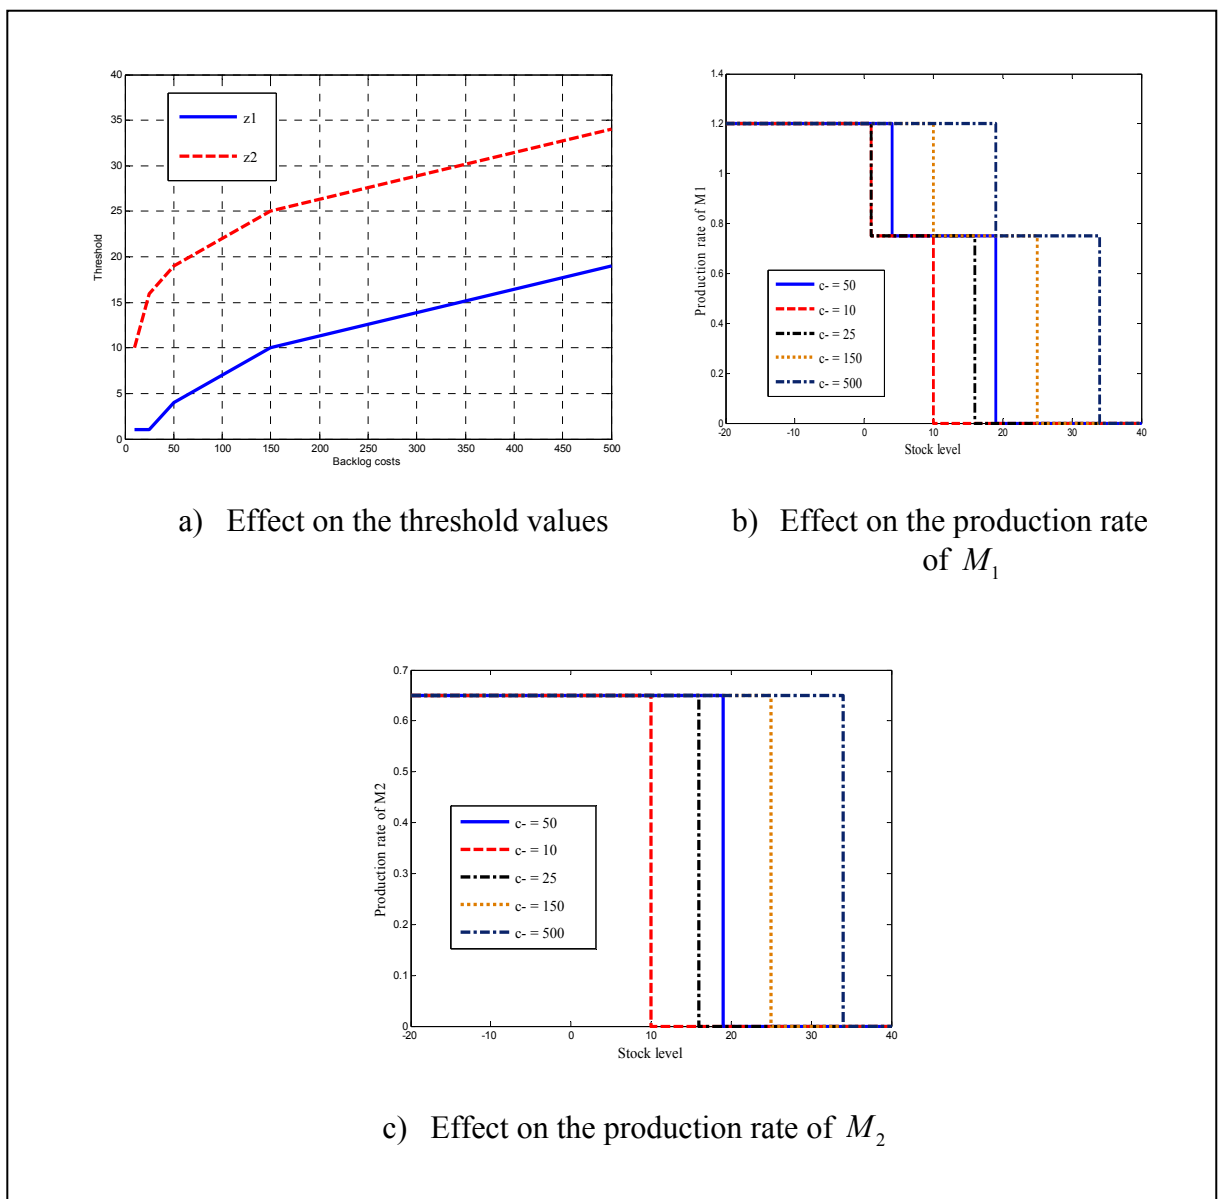 40
35
30
25
20
15
10
5
0
Threshold
z1
z2
0 50 100 150 200 250 300 350 400 450 500
Backlog costs
a) Effect on the threshold values
1.4
1.2
1
0.8
0.6
0.4
0.2
0
Production rate of M1
c- = 50
c- = 10
c- = 25
c- = 150
c- = 500
-20 -10 0 10 20 30 40
Stock level
b) Effect on the production rate
of M₁
0.7
0.6
0.5
0.4
0.3
0.2
0.1
0
Production rate of M2
c- = 50
c- = 10
c- = 25
c- = 150
c- = 500
-20 -10 0 10 20 30 40
Stock level
c) Effect on the production rate of M₂